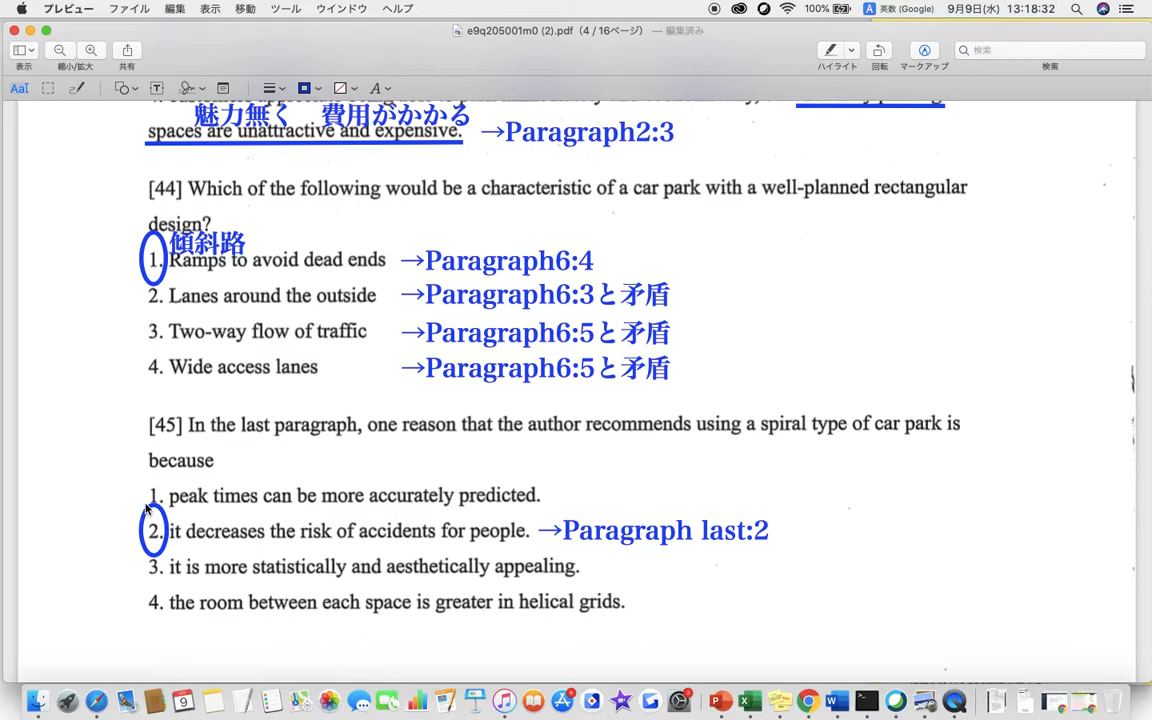 プレビュー ファイル 編集 表示 移動 ツール ウインドウ ヘルプ 100% A 英数 (Google) 9月9日(水) 13:18:32
e9q205001m0 (2).pdf（4 / 16ページ） — 編集済み
検索
表示 縮小/拡大 共有 ハイライト 回転 マークアップ 検索
魅力無く 費用がかかる
spaces are unattractive and expensive. →Paragraph2:3
[44] Which of the following would be a characteristic of a car park with a well-planned rectangular
design?
傾斜路
1. Ramps to avoid dead ends →Paragraph6:4
2. Lanes around the outside →Paragraph6:3と矛盾
3. Two-way flow of traffic →Paragraph6:5と矛盾
4. Wide access lanes →Paragraph6:5と矛盾
[45] In the last paragraph, one reason that the author recommends using a spiral type of car park is
because
1. peak times can be more accurately predicted.
2. it decreases the risk of accidents for people. →Paragraph last:2
3. it is more statistically and aesthetically appealing.
4. the room between each space is greater in helical grids.